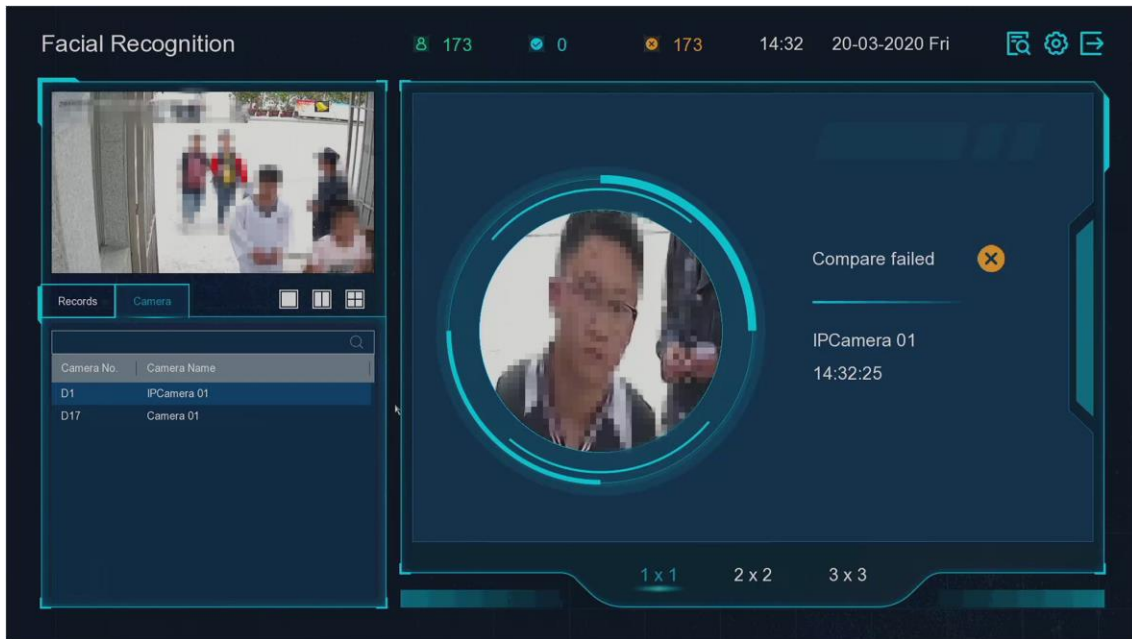 Facial Recognition
173
0
173
14:32
20-03-2020 Fri
Records
Camera
Camera No.
Camera Name
D1
IPCamera 01
D17
Camera 01
Compare failed
IPCamera 01
14:32:25
1 x 1
2 x 2
3 x 3